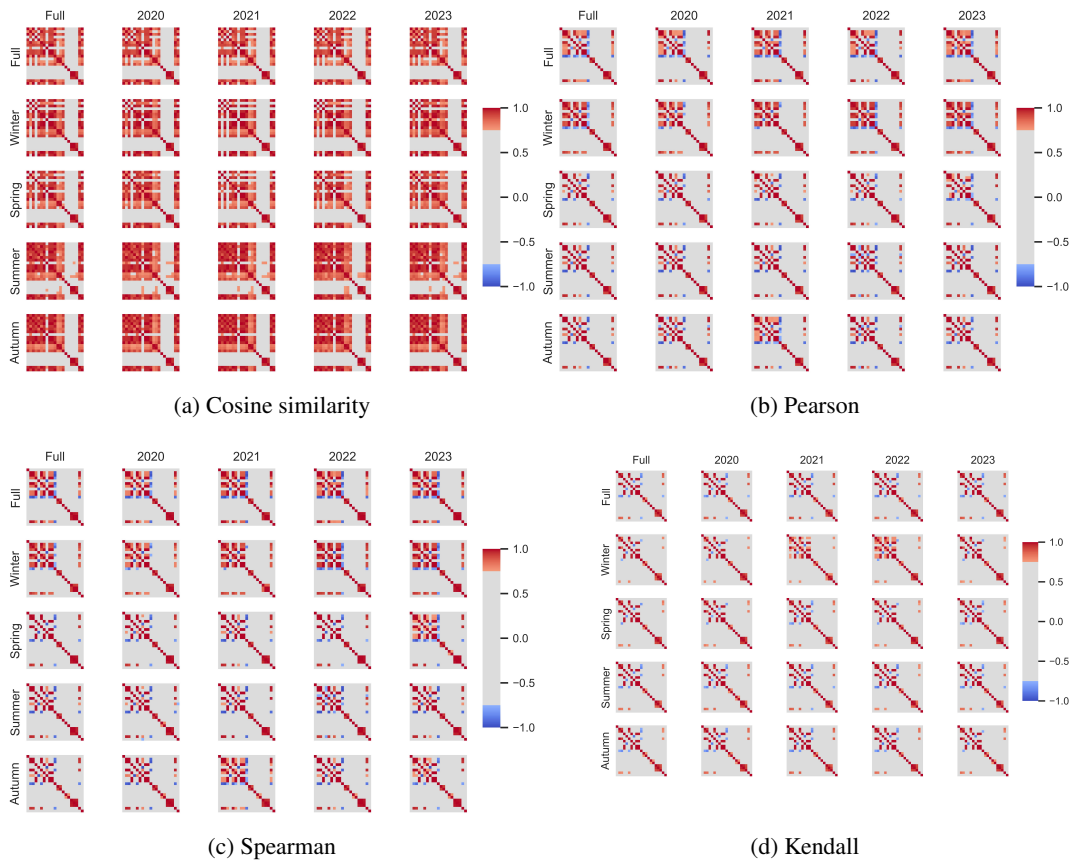 Full 2020 2021 2022 2023
Full
Winter
Spring
Summer
Autumn
1.0
0.5
0.0
−0.5
−1.0
(a) Cosine similarity
Full 2020 2021 2022 2023
Full
Winter
Spring
Summer
Autumn
1.0
0.5
0.0
−0.5
−1.0
(b) Pearson
Full 2020 2021 2022 2023
Full
Winter
Spring
Summer
Autumn
1.0
0.5
0.0
−0.5
−1.0
(c) Spearman
Full 2020 2021 2022 2023
Full
Winter
Spring
Summer
Autumn
1.0
0.5
0.0
−0.5
−1.0
(d) Kendall